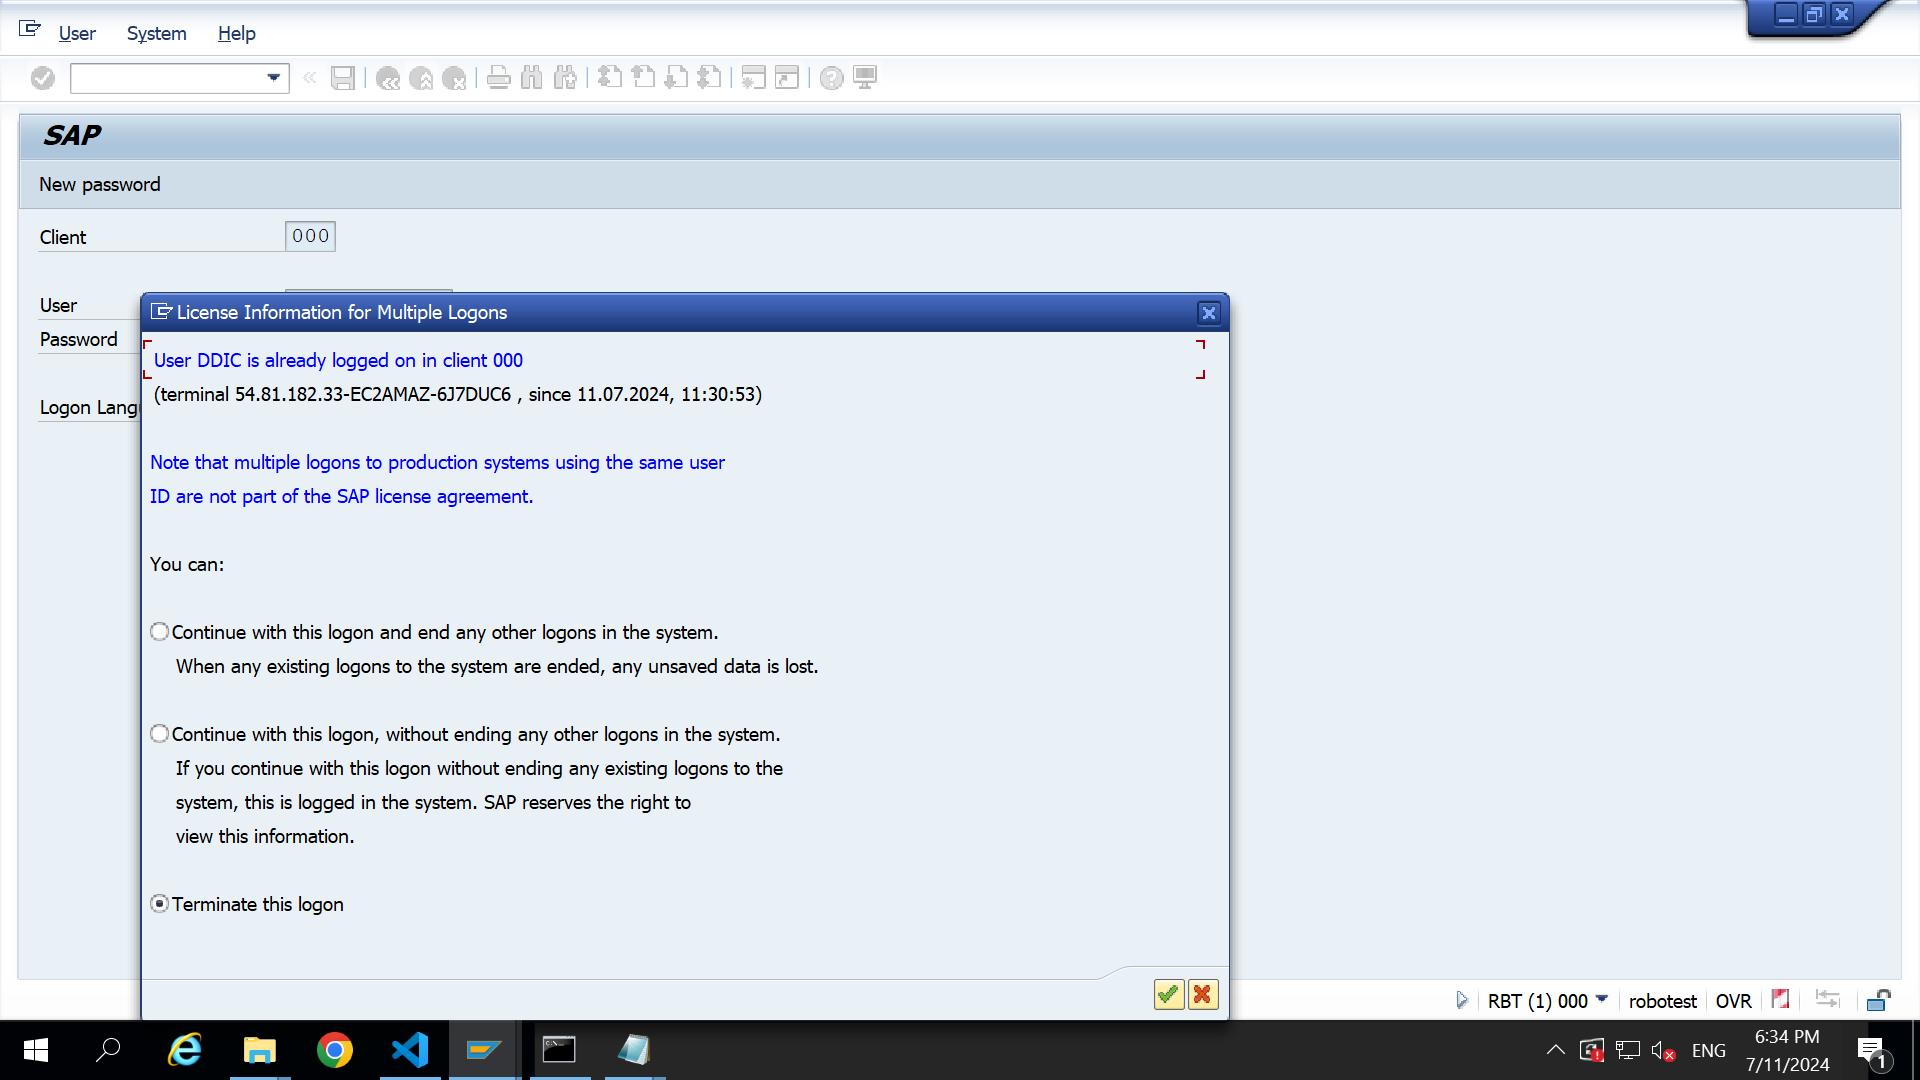 User System Help
SAP
New password
Client 000
User
Password
Logon Langu
License Information for Multiple Logons
User DDIC is already logged on in client 000
(terminal 54.81.182.33-EC2AMAZ-6J7DUC6 , since 11.07.2024, 11:30:53)
Note that multiple logons to production systems using the same user
ID are not part of the SAP license agreement.
You can:
Continue with this logon and end any other logons in the system.
When any existing logons to the system are ended, any unsaved data is lost.
Continue with this logon, without ending any other logons in the system.
If you continue with this logon without ending any existing logons to the
system, this is logged in the system. SAP reserves the right to
view this information.
Terminate this logon
RBT (1) 000 robotest OVR
ENG
6:34 PM
7/11/2024
1